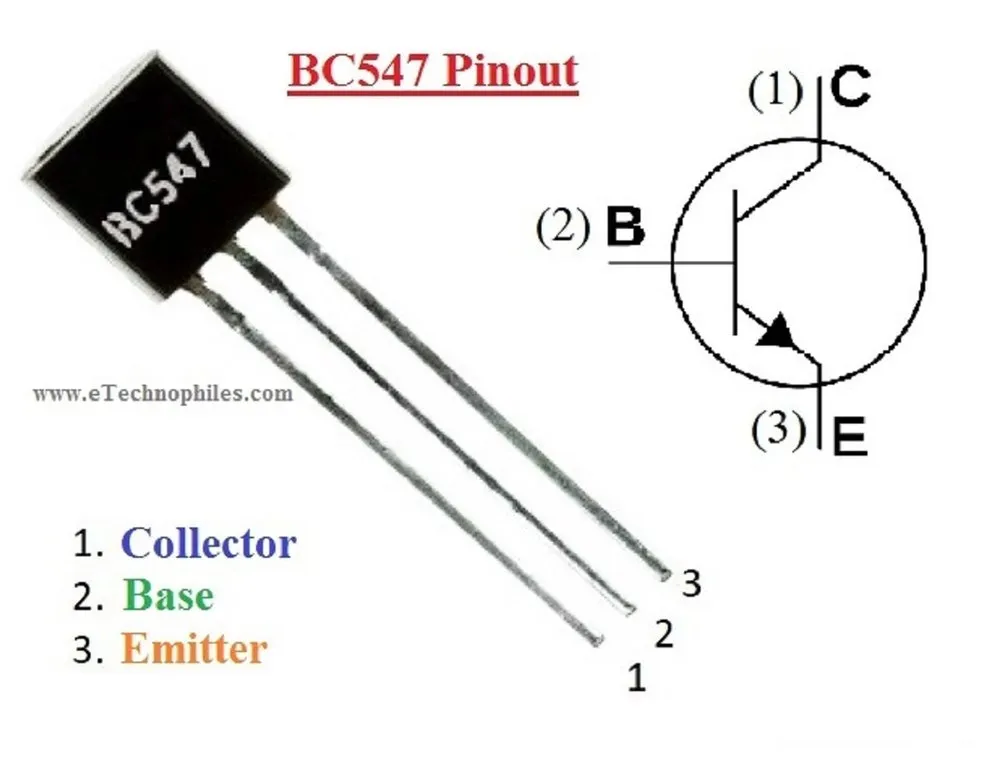 BC547 Pinout
BC547
(1) C
(2) B
(3) E
www.eTechnophiles.com
1. Collector
2. Base
3. Emitter
3
2
1